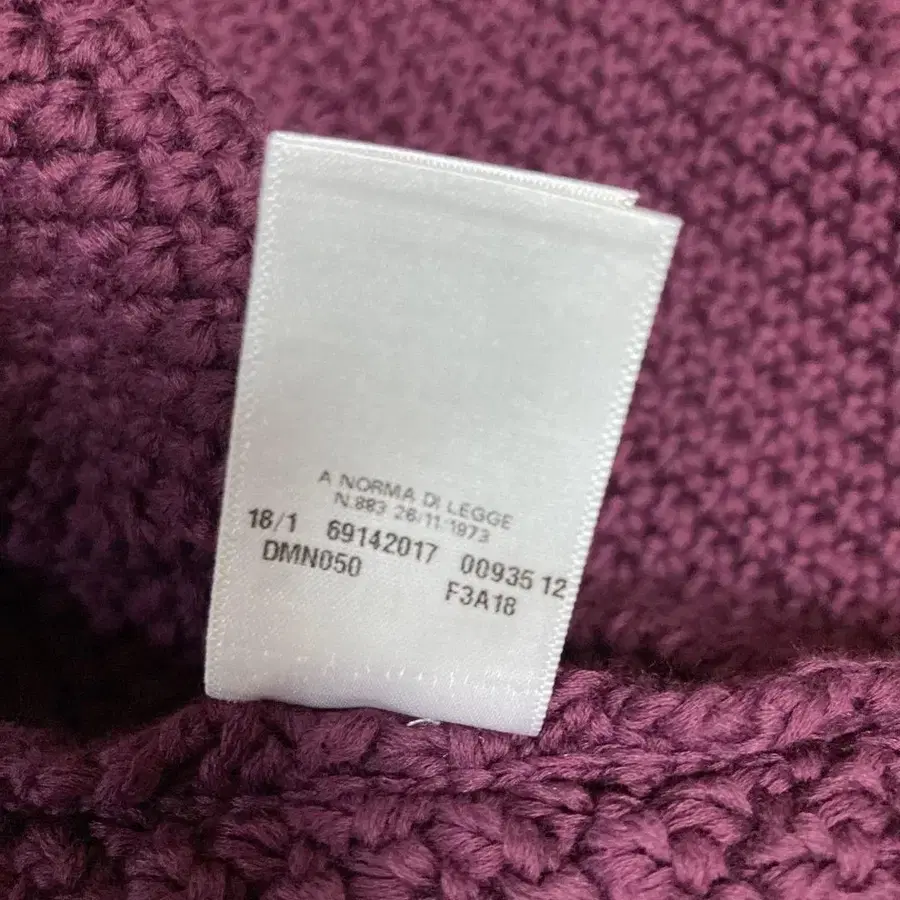 A NORMA DI LEGGE
N.883 26/11/1973
18/1 69142017 00935 12
DMN050 F3A18